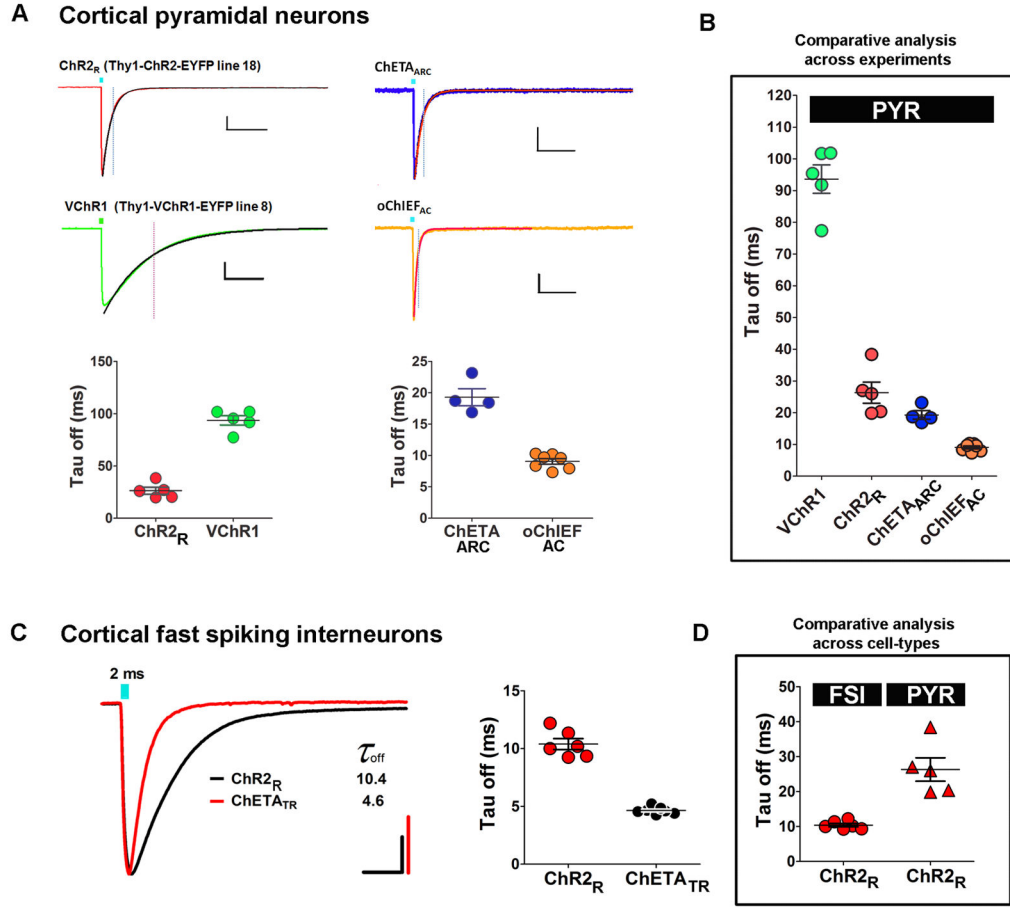 A Cortical pyramidal neurons
ChR2R (Thy1-ChR2-EYFP line 18)
ChETAARC
VChR1 (Thy1-VChR1-EYFP line 8)
oChIEFAC
Tau off (ms)
150
100
50
0
ChR2R
VChR1
Tau off (ms)
25
20
15
10
5
0
ChETA
ARC
oChIEF
AC
B
Comparative analysis
across experiments
PYR
Tau off (ms)
120
110
100
90
80
70
60
50
40
30
20
10
0
VChR1
ChR2R
ChETAARC
oChIEFAC
C Cortical fast spiking interneurons
2 ms
τoff
ChR2R 10.4
ChETATR 4.6
Tau off (ms)
15
10
5
0
ChR2R
ChETATR
D
Comparative analysis
across cell-types
FSI PYR
Tau off (ms)
50
40
30
20
10
0
ChR2R
ChR2R